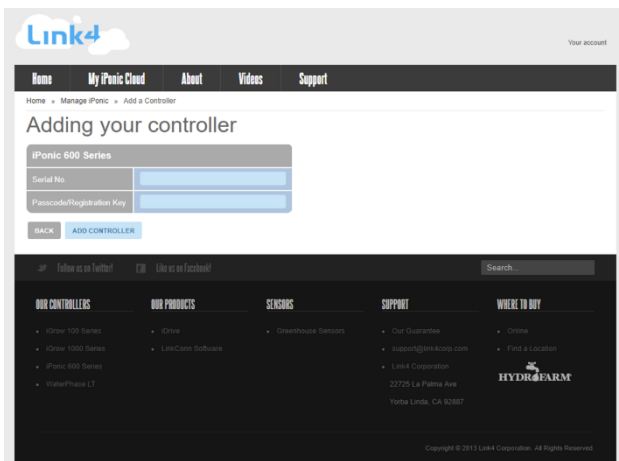 Link4
Your account
Home My iPonic Cloud About Videos Support
Home » Manage iPonic » Add a Controller
Adding your controller
iPonic 600 Series
Serial No.
Passcode/Registration Key
BACK ADD CONTROLLER
Follow us on Twitter! Like us on Facebook! Search...
OUR CONTROLLERS
iGrow 100 Series
iGrow 1000 Series
iPonic 600 Series
WaterPhase LT
OUR PRODUCTS
iDrive
LinkConn Software
SENSORS
Greenhouse Sensors
SUPPORT
Our Guarantee
support@link4corp.com
Link4 Corporation
22725 La Palma Ave
Yorba Linda, CA 92887
WHERE TO BUY
Online
Find a Location
HYDROFARM
Copyright © 2013 Link4 Corporation. All Rights Reserved